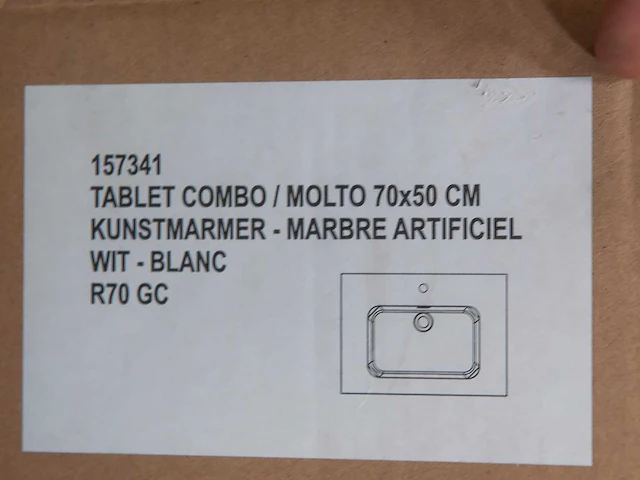 157341
TABLET COMBO / MOLTO 70x50 CM
KUNSTMARMER - MARBRE ARTIFICIEL
WIT - BLANC
R70 GC